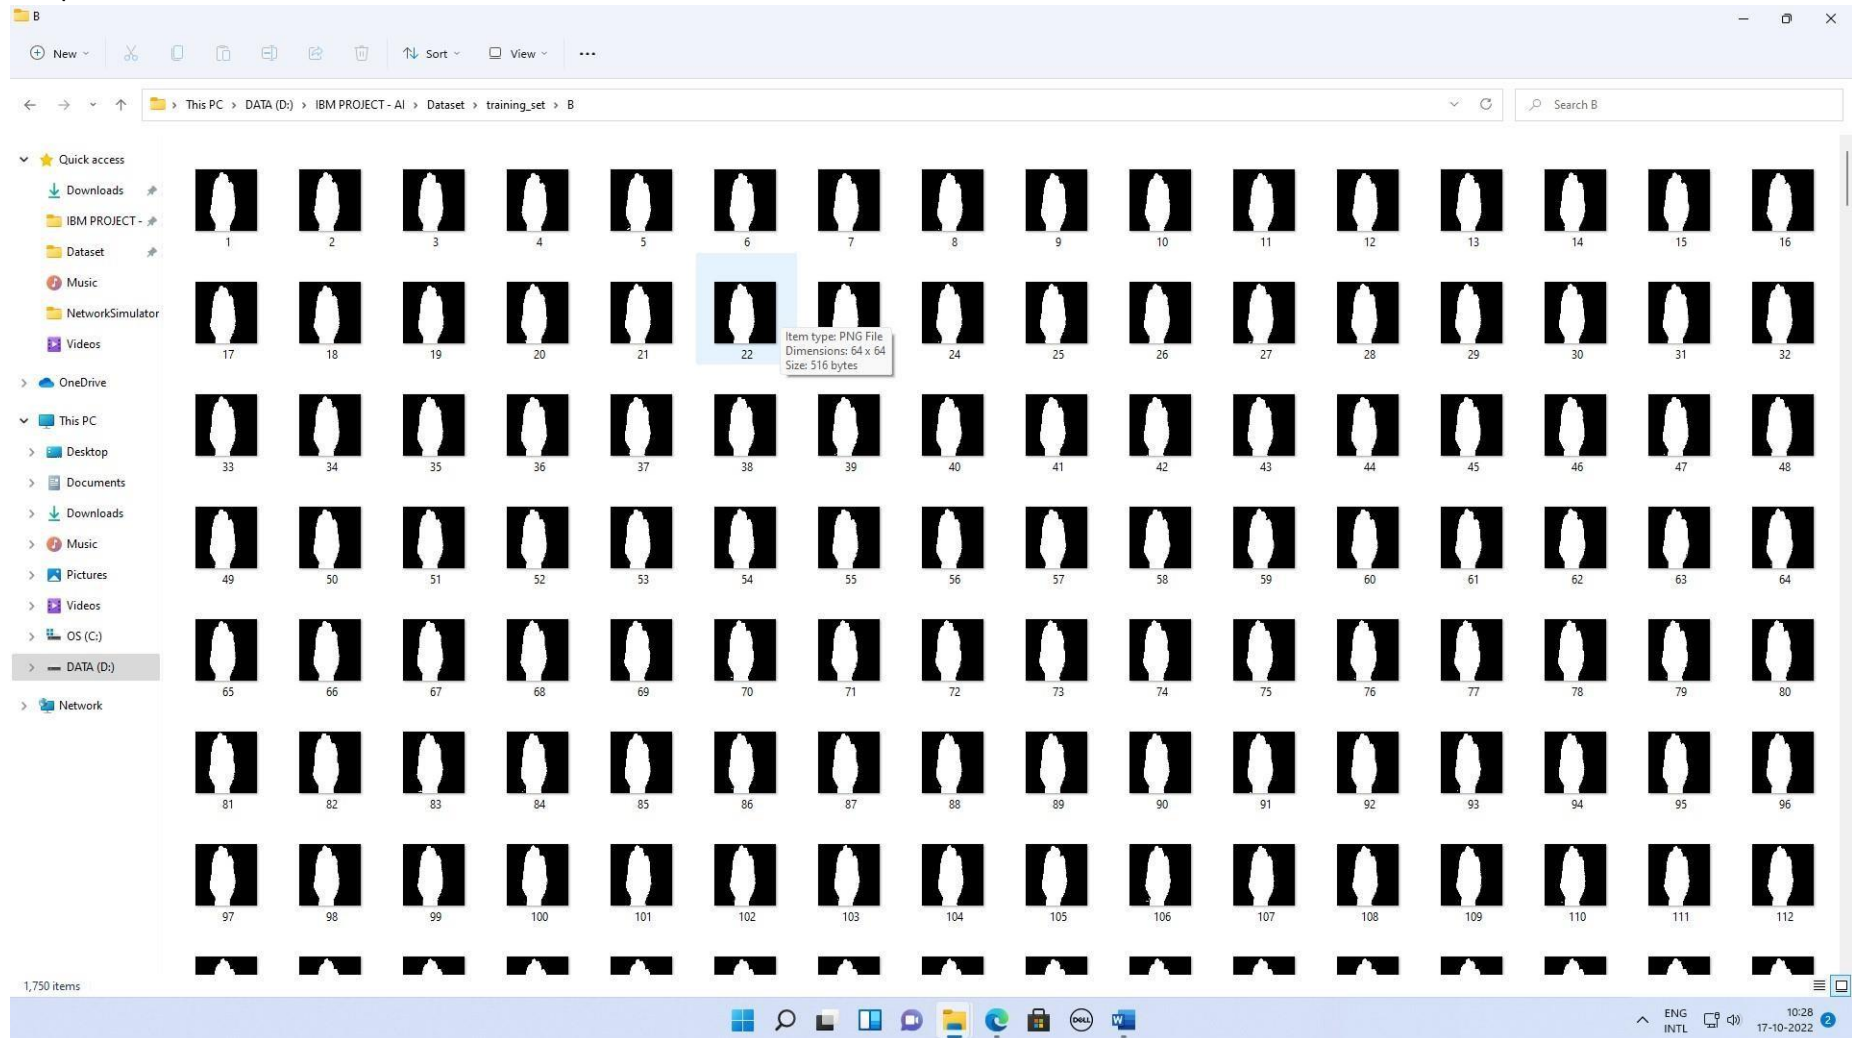 B
New
Sort
View
This PC > DATA (D:) > IBM PROJECT - AI > Dataset > training_set > B
Search B
Quick access
Downloads
IBM PROJECT -
Dataset
Music
NetworkSimulator
Videos
OneDrive
This PC
Desktop
Documents
Downloads
Music
Pictures
Videos
OS (C:)
DATA (D:)
Network
1 2 3 4 5 6 7 8 9 10 11 12 13 14 15 16
17 18 19 20 21 22 24 25 26 27 28 29 30 31 32
Item type: PNG File
Dimensions: 64 x 64
Size: 516 bytes
33 34 35 36 37 38 39 40 41 42 43 44 45 46 47 48
49 50 51 52 53 54 55 56 57 58 59 60 61 62 63 64
65 66 67 68 69 70 71 72 73 74 75 76 77 78 79 80
81 82 83 84 85 86 87 88 89 90 91 92 93 94 95 96
97 98 99 100 101 102 103 104 105 106 107 108 109 110 111 112
1,750 items
DELL
W
ENG
INTL
10:28
17-10-2022
2